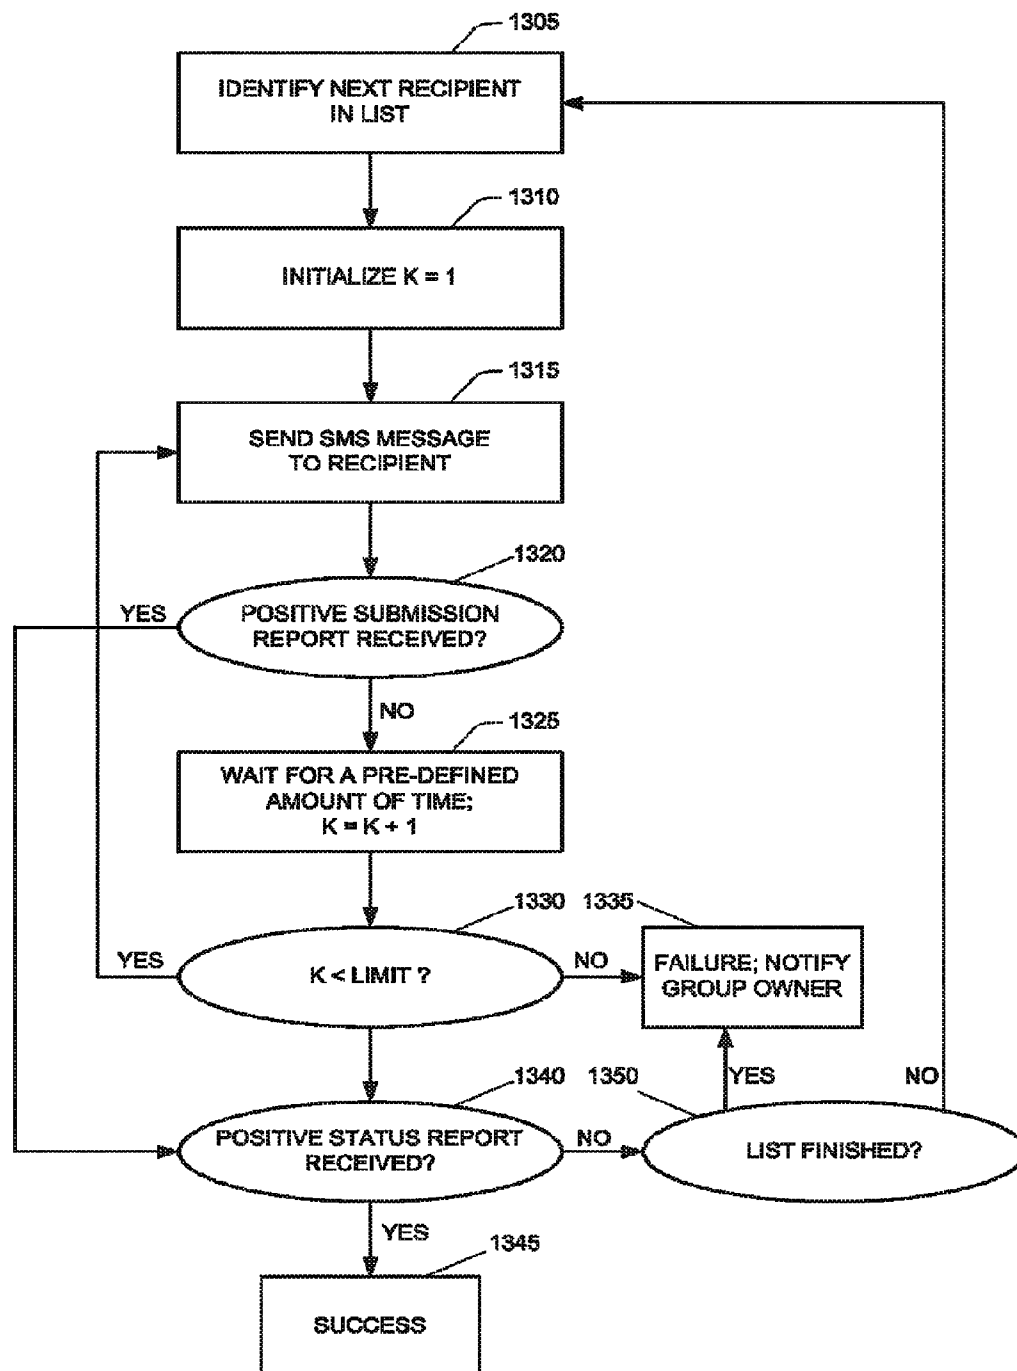 1305
IDENTIFY NEXT RECIPIENT
IN LIST
1310
INITIALIZE K = 1
1315
SEND SMS MESSAGE
TO RECIPIENT
1320
YES
POSITIVE SUBMISSION
REPORT RECEIVED?
NO
1325
WAIT FOR A PRE-DEFINED
AMOUNT OF TIME;
K = K + 1
1330
1335
YES
K < LIMIT ?
NO
FAILURE; NOTIFY
GROUP OWNER
1340
1350
YES
NO
POSITIVE STATUS REPORT
RECEIVED?
NO
LIST FINISHED?
YES
1345
SUCCESS